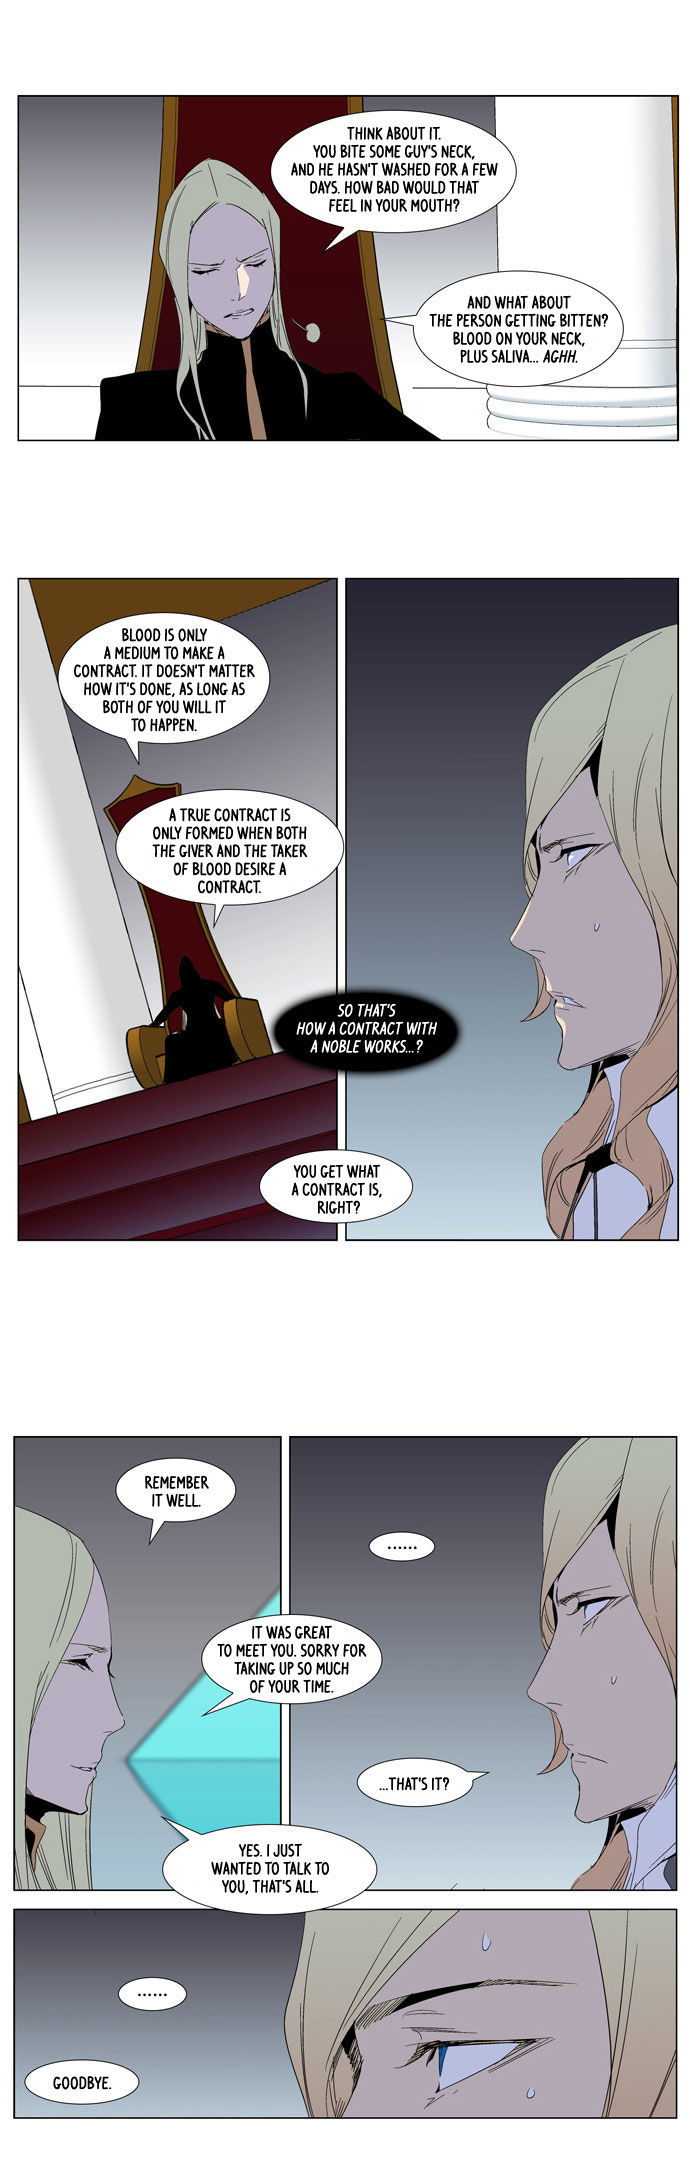 THINK ABOUT IT.
YOU BITE SOME GUY'S NECK,
AND HE HASN'T WASHED FOR A FEW
DAYS. HOW BAD WOULD THAT
FEEL IN YOUR MOUTH?
AND WHAT ABOUT
THE PERSON GETTING BITTEN?
BLOOD ON YOUR NECK,
PLUS SALIVA... AGHH.
BLOOD IS ONLY
A MEDIUM TO MAKE A
CONTRACT. IT DOESN'T MATTER
HOW IT'S DONE, AS LONG AS
BOTH OF YOU WILL IT
TO HAPPEN.
A TRUE CONTRACT IS
ONLY FORMED WHEN BOTH
THE GIVER AND THE TAKER
OF BLOOD DESIRE A
CONTRACT.
SO THAT'S
HOW A CONTRACT WITH
A NOBLE WORKS...?
YOU GET WHAT
A CONTRACT IS,
RIGHT?
REMEMBER
IT WELL.
......
IT WAS GREAT
TO MEET YOU. SORRY FOR
TAKING UP SO MUCH
OF YOUR TIME.
...THAT'S IT?
YES. I JUST
WANTED TO TALK TO
YOU, THAT'S ALL.
......
GOODBYE.